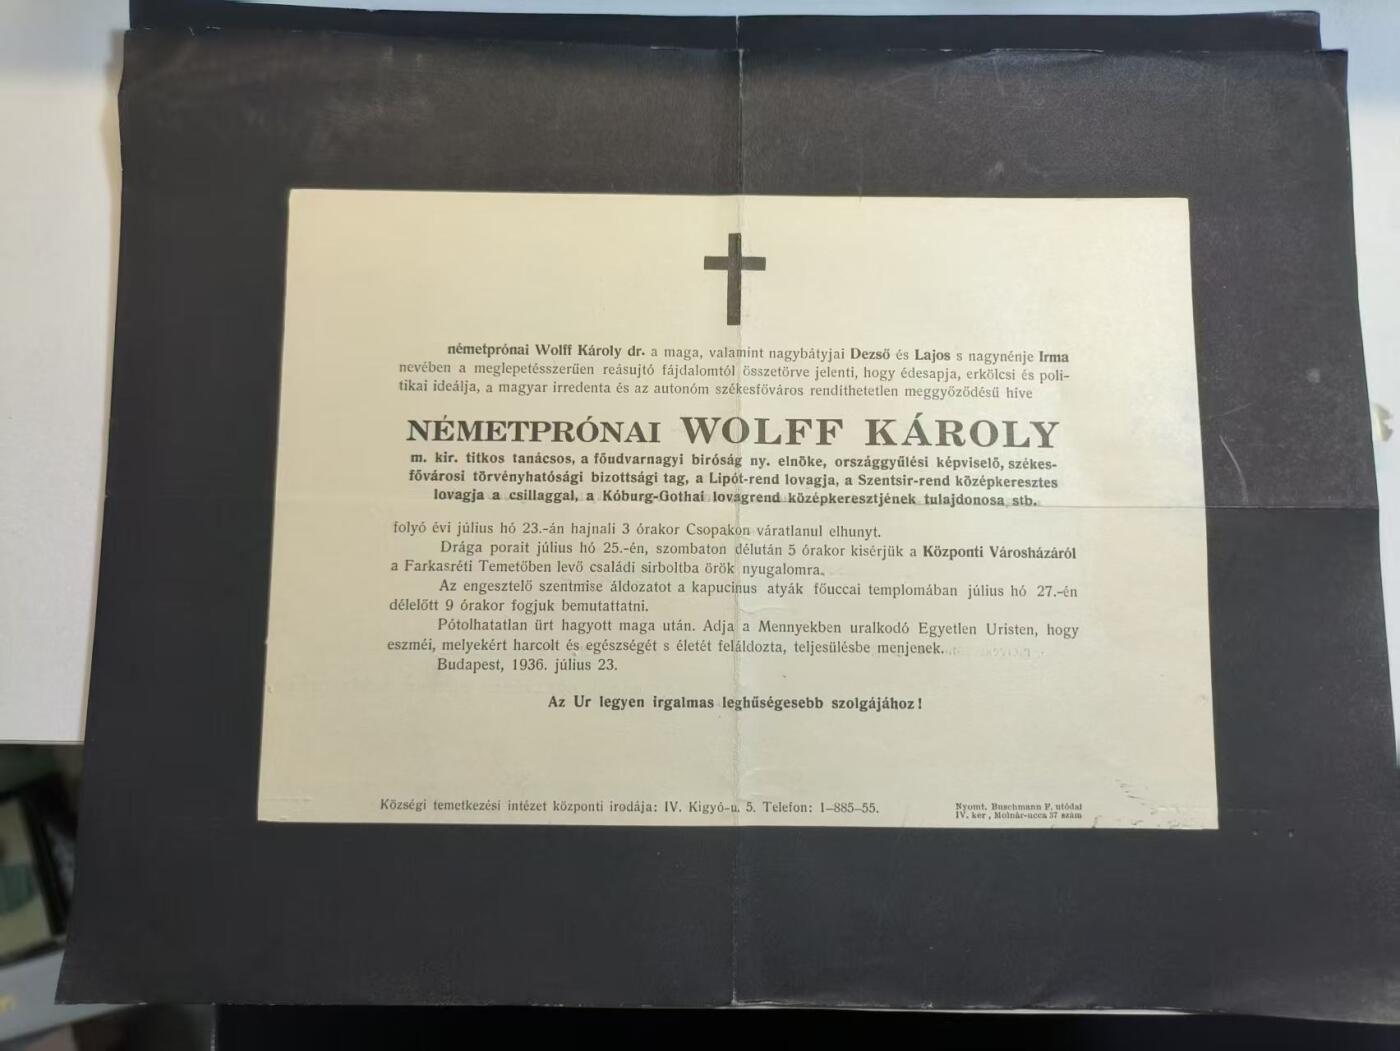 németprónai Wolff Károly dr. a maga, valamint nagybátyjai Dezső és Lajos s nagynénje Irma
nevében a meglepetésszerűen reásujtó fájdalomtól összetörve jelenti, hogy édesapja, erkölcsi és poli-
tikai ideálja, a magyar irredenta és az autonóm székesfőváros rendíthetetlen meggyőződésű híve
NÉMETPRÓNAI WOLFF KÁROLY
m. kir. titkos tanácsos, a főudvarnagyi biróság ny. elnöke, országgyűlési képviselő, székes-
fővárosi törvényhatósági bizottsági tag, a Lipót-rend lovagja, a Szentsir-rend középkeresztes
lovagja a csillaggal, a Kóburg-Gothai lovagrend középkeresztjének tulajdonosa stb.
folyó évi július hó 23.-án hajnali 3 órakor Csopakon váratlanul elhunyt.
Drága porait július hó 25.-én, szombaton délután 5 órakor kisérjük a Központi Városházáról
a Farkasréti Temetőben levő családi sirboltba örök nyugalomra.
Az engesztelő szentmise áldozatot a kapucinus atyák főuccai templomában július hó 27.-én
délelőtt 9 órakor fogjuk bemutattatni.
Pótolhatatlan ürt hagyott maga után. Adja a Mennyekben uralkodó Egyetlen Uristen, hogy
eszméi, melyekért harcolt és egészségét s életét feláldozta, teljesülésbe menjenek.
Budapest, 1936. július 23.
Az Ur legyen irgalmas leghűségesebb szolgájához!
Községi temetkezési intézet központi irodája: IV. Kigyó-u. 5. Telefon: 1-885-55.
Nyomt. Buschmann F. utódai
IV. ker, Molnár-ucca 37 szám